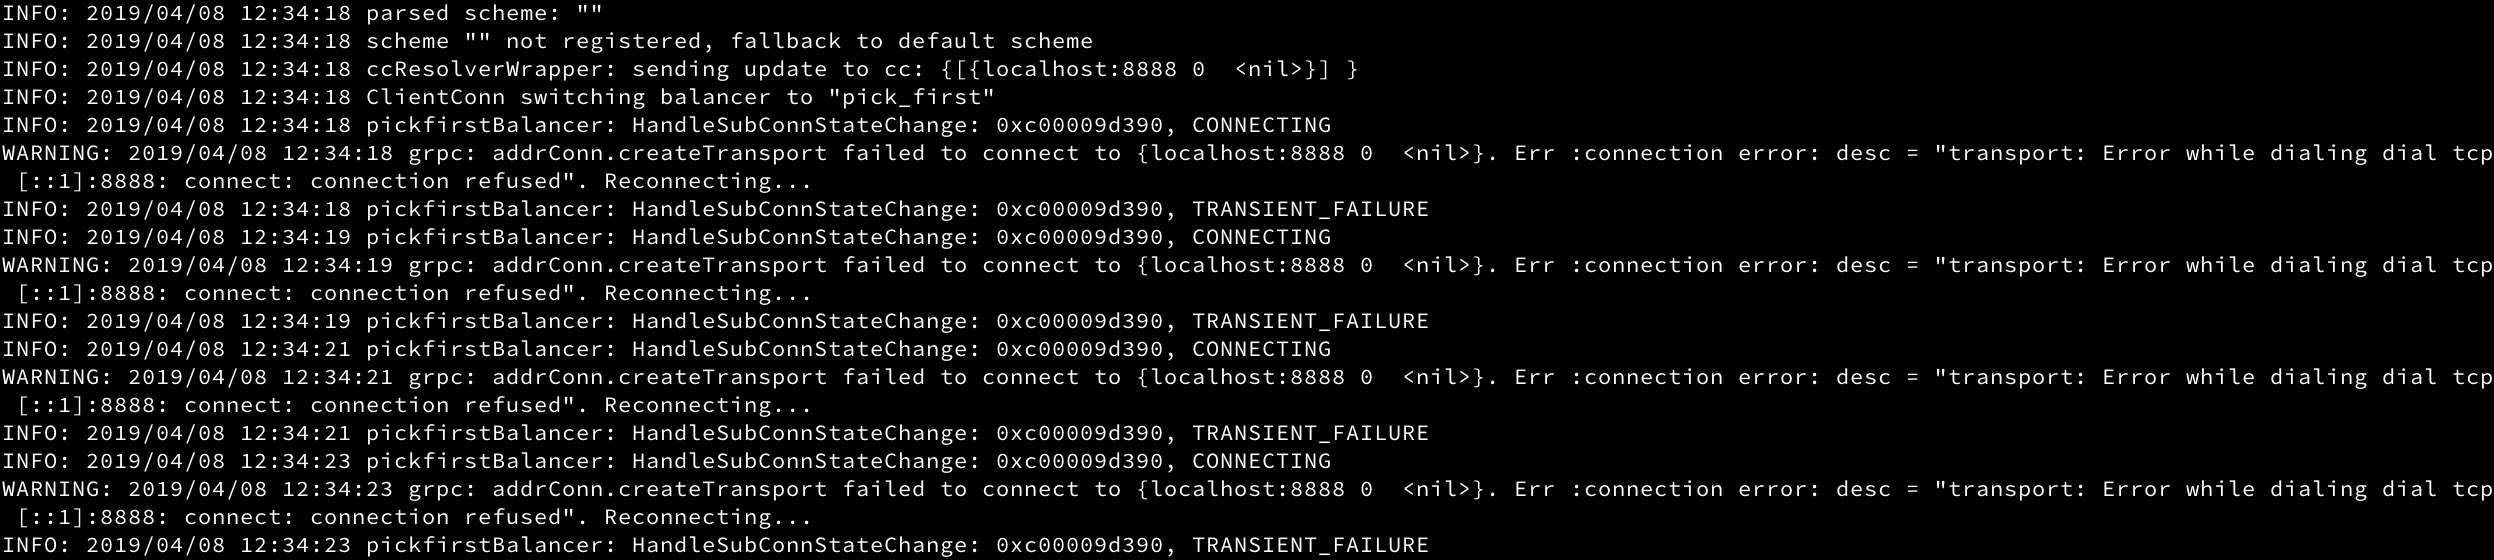 INFO: 2019/04/08 12:34:18 parsed scheme: ""
INFO: 2019/04/08 12:34:18 scheme "" not registered, fallback to default scheme
INFO: 2019/04/08 12:34:18 ccResolverWrapper: sending update to cc: {[{localhost:8888 0  <nil>}] }
INFO: 2019/04/08 12:34:18 ClientConn switching balancer to "pick_first"
INFO: 2019/04/08 12:34:18 pickfirstBalancer: HandleSubConnStateChange: 0xc00009d390, CONNECTING
WARNING: 2019/04/08 12:34:18 grpc: addrConn.createTransport failed to connect to {localhost:8888 0  <nil>}. Err :connection error: desc = "transport: Error while dialing dial tcp
 [::1]:8888: connect: connection refused". Reconnecting...
INFO: 2019/04/08 12:34:18 pickfirstBalancer: HandleSubConnStateChange: 0xc00009d390, TRANSIENT_FAILURE
INFO: 2019/04/08 12:34:19 pickfirstBalancer: HandleSubConnStateChange: 0xc00009d390, CONNECTING
WARNING: 2019/04/08 12:34:19 grpc: addrConn.createTransport failed to connect to {localhost:8888 0  <nil>}. Err :connection error: desc = "transport: Error while dialing dial tcp
 [::1]:8888: connect: connection refused". Reconnecting...
INFO: 2019/04/08 12:34:19 pickfirstBalancer: HandleSubConnStateChange: 0xc00009d390, TRANSIENT_FAILURE
INFO: 2019/04/08 12:34:21 pickfirstBalancer: HandleSubConnStateChange: 0xc00009d390, CONNECTING
WARNING: 2019/04/08 12:34:21 grpc: addrConn.createTransport failed to connect to {localhost:8888 0  <nil>}. Err :connection error: desc = "transport: Error while dialing dial tcp
 [::1]:8888: connect: connection refused". Reconnecting...
INFO: 2019/04/08 12:34:21 pickfirstBalancer: HandleSubConnStateChange: 0xc00009d390, TRANSIENT_FAILURE
INFO: 2019/04/08 12:34:23 pickfirstBalancer: HandleSubConnStateChange: 0xc00009d390, CONNECTING
WARNING: 2019/04/08 12:34:23 grpc: addrConn.createTransport failed to connect to {localhost:8888 0  <nil>}. Err :connection error: desc = "transport: Error while dialing dial tcp
 [::1]:8888: connect: connection refused". Reconnecting...
INFO: 2019/04/08 12:34:23 pickfirstBalancer: HandleSubConnStateChange: 0xc00009d390, TRANSIENT_FAILURE